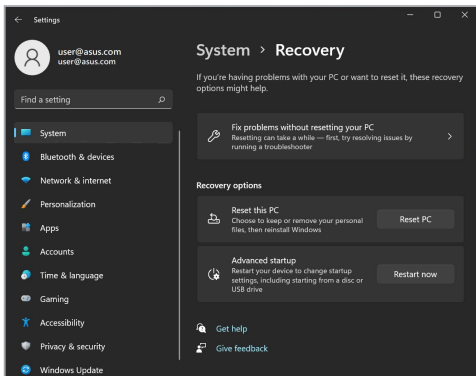 Settings
user@asus.com
user@asus.com
Find a setting
System
Bluetooth & devices
Network & internet
Personalization
Apps
Accounts
Time & language
Gaming
Accessibility
Privacy & security
Windows Update
System > Recovery
If you're having problems with your PC or want to reset it, these recovery
options might help.
Fix problems without resetting your PC
Resetting can take a while — first, try resolving issues by
running a troubleshooter
Recovery options
Reset this PC
Choose to keep or remove your personal
files, then reinstall Windows
Reset PC
Advanced startup
Restart your device to change startup
settings, including starting from a disc or
USB drive
Restart now
Get help
Give feedback